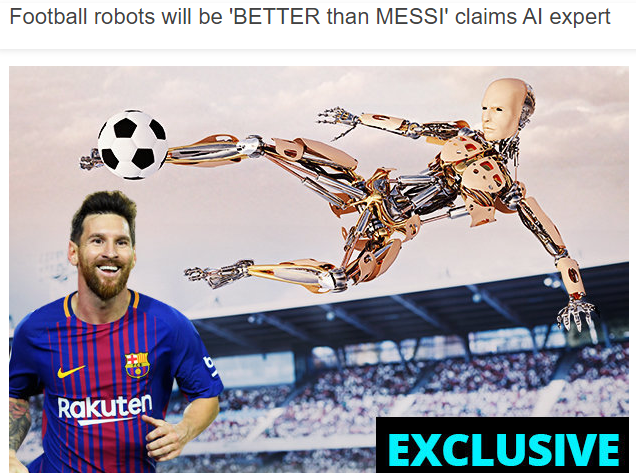 Football robots will be 'BETTER than MESSI' claims AI expert
Rakuten
EXCLUSIVE